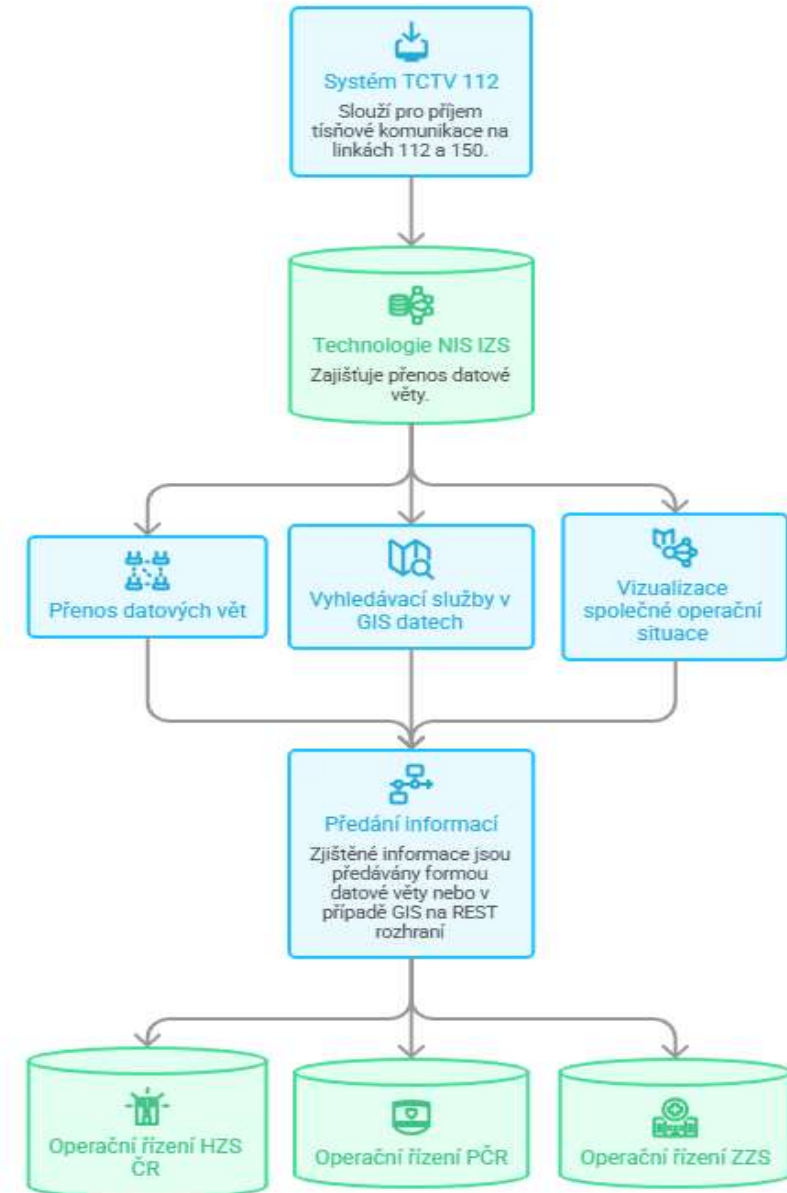 Systém TCTV 112
Slouží pro příjem
tísňové komunikace na
linkách 112 a 150.
Technologie NIS IZS
Zajišťuje přenos datové
věty.
Přenos datových vět
Vyhledávací služby v
GIS datech
Vizualizace
společné operační
situace
Předání informací
Zjištěné informace jsou
předávány formou
datové věty nebo v
případě GIS na REST
rozhraní
Operační řízení HZS
ČR
Operační řízení PČR
Operační řízení ZZS